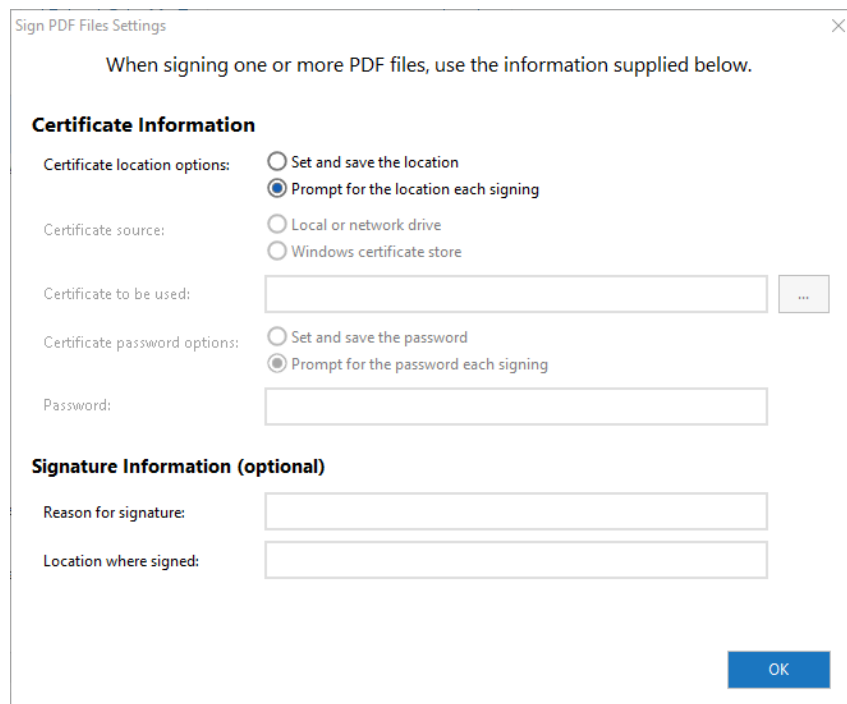 Sign PDF Files Settings
When signing one or more PDF files, use the information supplied below.
Certificate Information
Certificate location options:
Set and save the location
Prompt for the location each signing
Certificate source:
Local or network drive
Windows certificate store
Certificate to be used:
...
Certificate password options:
Set and save the password
Prompt for the password each signing
Password:
Signature Information (optional)
Reason for signature:
Location where signed:
OK